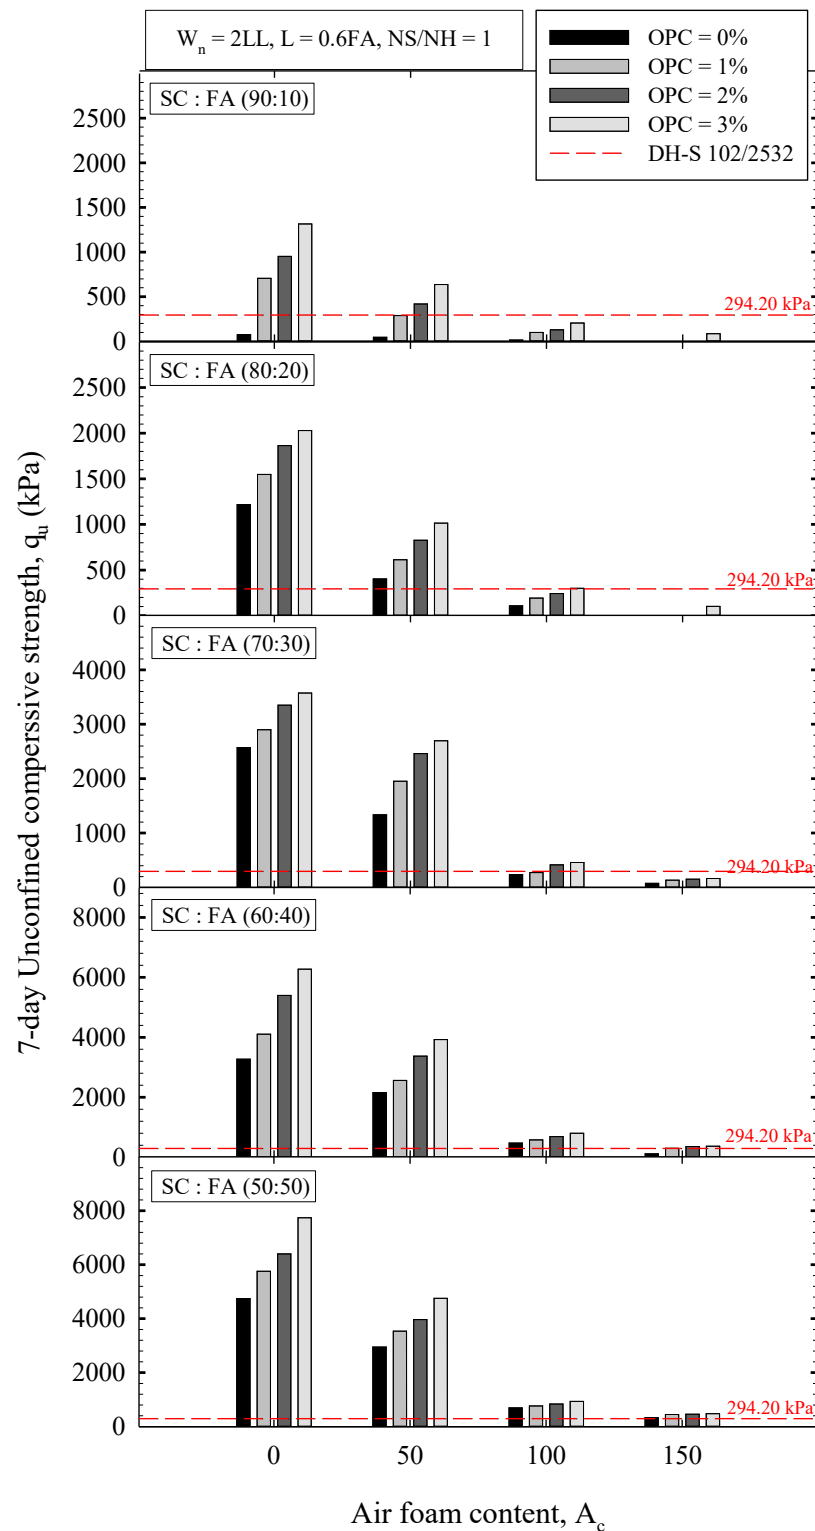 W_n = 2LL, L = 0.6FA, NS/NH = 1
OPC = 0%
OPC = 1%
OPC = 2%
OPC = 3%
DH-S 102/2532
SC : FA (90:10)
2500
2000
1500
1000
500
0
294.20 kPa
SC : FA (80:20)
2500
2000
1500
1000
500
0
294.20 kPa
SC : FA (70:30)
4000
3000
2000
1000
0
294.20 kPa
SC : FA (60:40)
8000
6000
4000
2000
0
294.20 kPa
SC : FA (50:50)
8000
6000
4000
2000
0
294.20 kPa
0 50 100 150
7-day Unconfined comperssive strength, q_u (kPa)
Air foam content, A_c